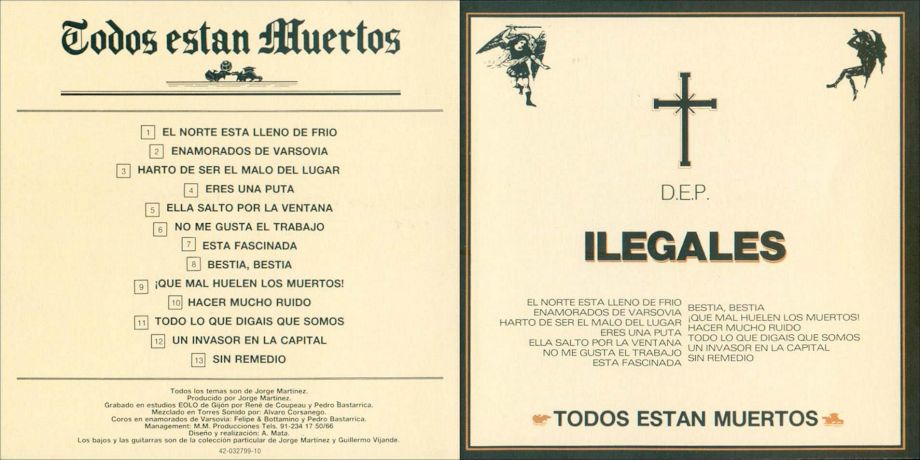 Todos estan Muertos
1 EL NORTE ESTA LLENO DE FRIO
2 ENAMORADOS DE VARSOVIA
3 HARTO DE SER EL MALO DEL LUGAR
4 ERES UNA PUTA
5 ELLA SALTO POR LA VENTANA
6 NO ME GUSTA EL TRABAJO
7 ESTA FASCINADA
8 BESTIA, BESTIA
9 ¡QUE MAL HUELEN LOS MUERTOS!
10 HACER MUCHO RUIDO
11 TODO LO QUE DIGAIS QUE SOMOS
12 UN INVASOR EN LA CAPITAL
13 SIN REMEDIO
Todos los temas son de Jorge Martínez.
Producido por Jorge Martínez.
Grabado en estudios EOLO de Gijón por René de Coupeau y Pedro Bastarrica.
Mezclado en Torres Sonido por: Alvaro Corsanego.
Coros en enamorados de Varsovia: Felipe & Bottamino y Pedro Bastarrica.
Management: M.M. Producciones Tels. 91-234 17 50/66
Diseño y realización: A. Mata.
Los bajos y las guitarras son de la colección particular de Jorge Martínez y Guillermo Vijande.
42-032799-10
D.E.P.
ILEGALES
EL NORTE ESTA LLENO DE FRIO
ENAMORADOS DE VARSOVIA
HARTO DE SER EL MALO DEL LUGAR
ERES UNA PUTA
ELLA SALTO POR LA VENTANA
NO ME GUSTA EL TRABAJO
ESTA FASCINADA
BESTIA, BESTIA
¡QUE MAL HUELEN LOS MUERTOS!
HACER MUCHO RUIDO
TODO LO QUE DIGAIS QUE SOMOS
UN INVASOR EN LA CAPITAL
SIN REMEDIO
TODOS ESTAN MUERTOS